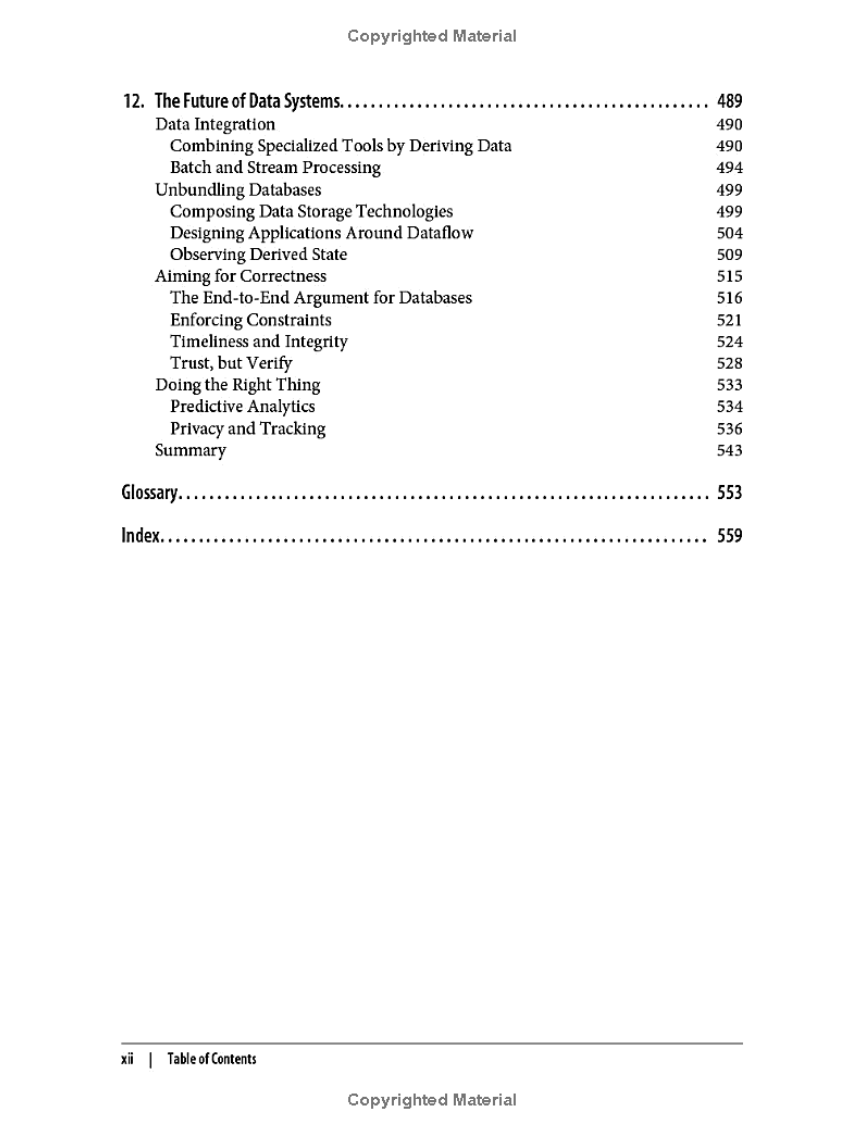 Copyrighted Material
12. The Future of Data Systems. . . . . . . . . . . . . . . . . . . . . . . . . . . . . . . . . . . . . . . . . . . . . . . . 489
Data Integration 490
Combining Specialized Tools by Deriving Data 490
Batch and Stream Processing 494
Unbundling Databases 499
Composing Data Storage Technologies 499
Designing Applications Around Dataflow 504
Observing Derived State 509
Aiming for Correctness 515
The End-to-End Argument for Databases 516
Enforcing Constraints 521
Timeliness and Integrity 524
Trust, but Verify 528
Doing the Right Thing 533
Predictive Analytics 534
Privacy and Tracking 536
Summary 543
Glossary. . . . . . . . . . . . . . . . . . . . . . . . . . . . . . . . . . . . . . . . . . . . . . . . . . . . . . . . . . . . . . . . . . . . . 553
Index. . . . . . . . . . . . . . . . . . . . . . . . . . . . . . . . . . . . . . . . . . . . . . . . . . . . . . . . . . . . . . . . . . . . . . . 559
xii | Table of Contents
Copyrighted Material